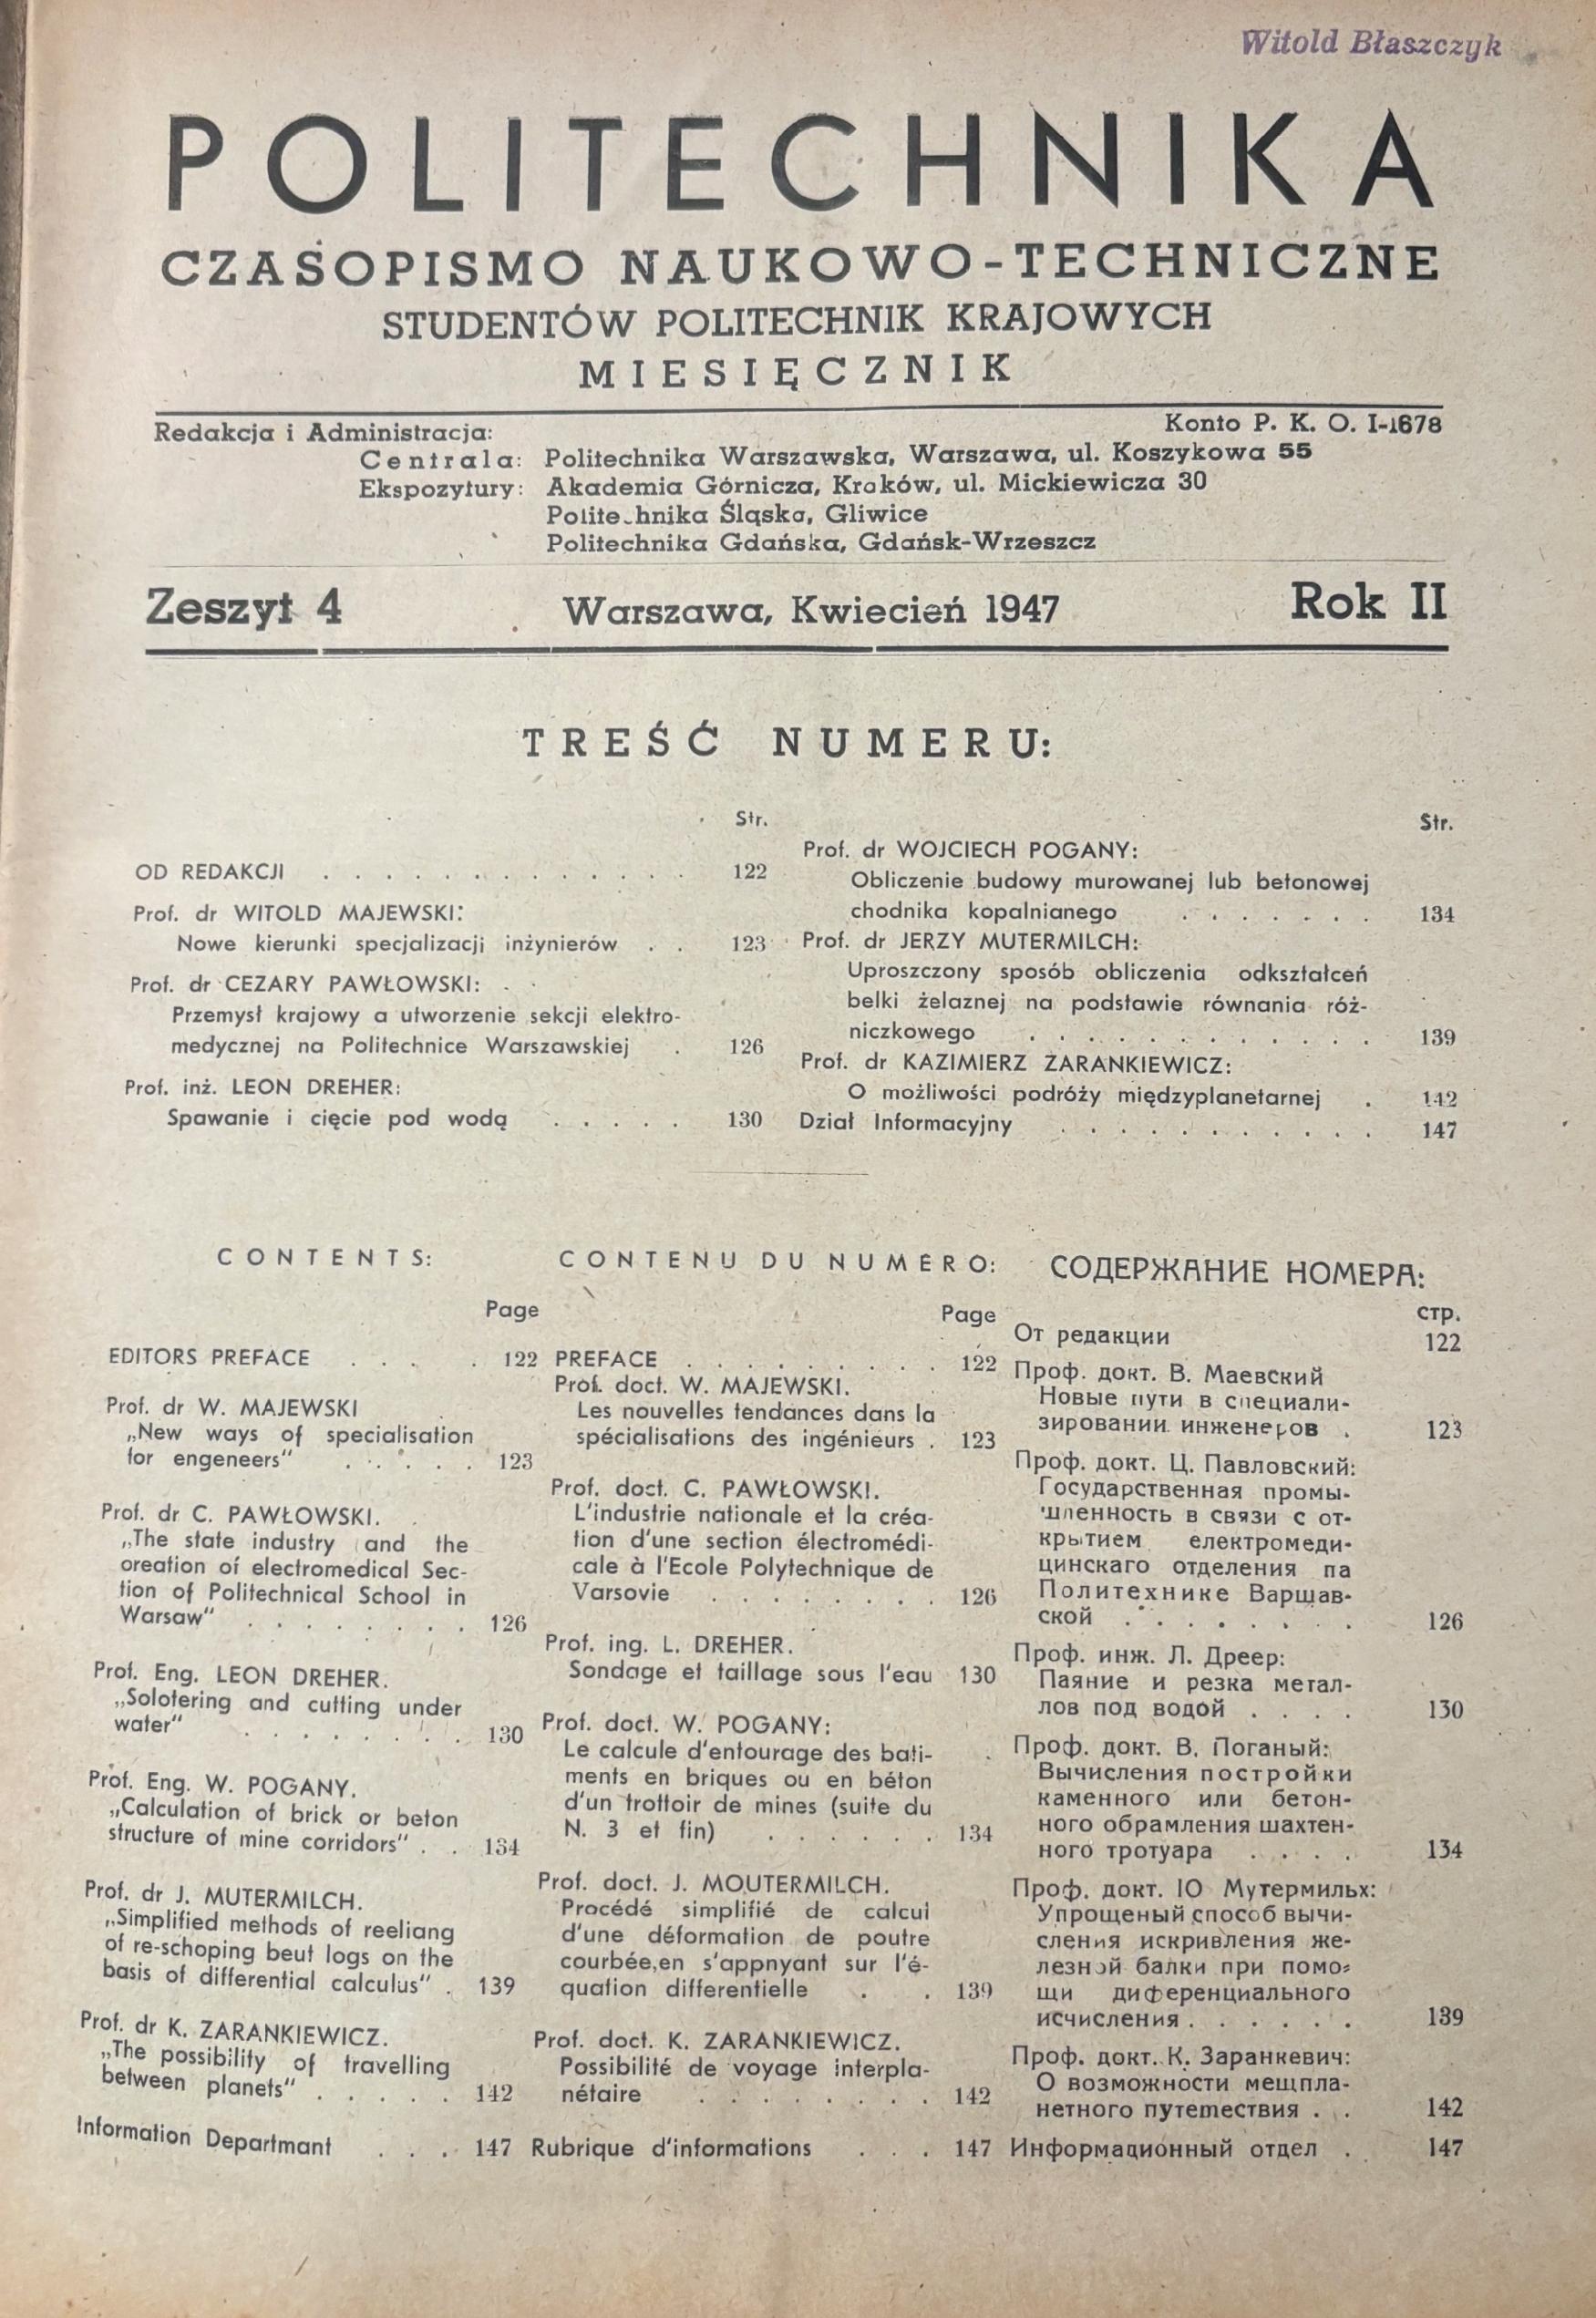 Witold Błaszczyk
POLITECHNIKA
CZASOPISMO NAUKOWO-TECHNICZNE
STUDENTÓW POLITECHNIK KRAJOWYCH
MIESIĘCZNIK
Redakcja i Administracja:
Konto P. K. O. I-1678
Centrala: Politechnika Warszawska, Warszawa, ul. Koszykowa 55
Ekspozytury: Akademia Górnicza, Kraków, ul. Mickiewicza 30
Polite hnika Śląska, Gliwice
Politechnika Gdańska, Gdańsk-Wrzeszcz
Zeszyt 4 Warszawa, Kwiecień 1947 Rok II
TREŚĆ NUMERU:
Str.
OD REDAKCJI . . . . . . . . . . . . . 122
Prof. dr WITOLD MAJEWSKI:
Nowe kierunki specjalizacji inżynierów . . 123
Prof. dr CEZARY PAWŁOWSKI:
Przemysł krajowy a utworzenie sekcji elektro-
medycznej na Politechnice Warszawskiej . 126
Prof. inż. LEON DREHER:
Spawanie i cięcie pod wodą . . . . . 130
Str.
Prof. dr WOJCIECH POGANY:
Obliczenie budowy murowanej lub betonowej
chodnika kopalnianego . . . . . . . 134
Prof. dr JERZY MUTERMILCH:
Uproszczony sposób obliczenia odkształceń
belki żelaznej na podstawie równania róż-
niczkowego . . . . . . . . . . . . 139
Prof. dr KAZIMIERZ ZARANKIEWICZ:
O możliwości podróży międzyplanetarnej . 142
Dział Informacyjny . . . . . . . . . . . 147
CONTENTS:
Page
EDITORS PREFACE . . . . 122
Prof. dr W. MAJEWSKI
„New ways of specialisation
for engeneers" . . . . . 123
Prof. dr C. PAWŁOWSKI.
„The state industry and the
oreation of electromedical Sec-
tion of Politechnical School in
Warsaw" . . . . . . . . 126
Prof. Eng. LEON DREHER.
„Solotering and cutting under
water" . . . . . . . . 130
Prof. Eng. W. POGANY.
„Calculation of brick or beton
structure of mine corridors" . . 134
Prof. dr J. MUTERMILCH.
„Simplified methods of reeliang
of re-schoping beut logs on the
basis of differential calculus" . 139
Prof. dr K. ZARANKIEWICZ.
„The possibility of travelling
between planets" . . . . . 142
Information Departmant . . . . 147
CONTENU DU NUMERO:
Page
PREFACE . . . . . . . . . 122
Prof. doct. W. MAJEWSKI.
Les nouvelles tendances dans la
spécialisations des ingénieurs . 123
Prof. doct. C. PAWŁOWSKI.
L'industrie nationale et la créa-
tion d'une section électromédi-
cale à l'Ecole Polytechnique de
Varsovie . . . . . . . . 126
Prof. ing. L. DREHER.
Sondage et taillage sous l'eau 130
Prof. doct. W. POGANY:
Le calcule d'entourage des bati-
ments en briques ou en béton
d'un trottoir de mines (suite du
N. 3 et fin) . . . . . . 134
Prof. doct. J. MOUTERMILCH.
Procédé simplifié de calcul
d'une déformation de poutre
courbée,en s'appnyant sur l'é-
quation differentielle . . 139
Prof. doct. K. ZARANKIEWICZ.
Possibilité de voyage interpla-
nétaire . . . . . . . . 142
Rubrique d'informations . . . 147
СОДЕРЖАНИЕ НОМЕРА:
стр.
От редакции 122
Проф. докт. В. Маевский
Новые пути в специали-
зировании инженеров . 123
Проф. докт. Ц. Павловский:
Государственная промы-
шленность в связи с от-
крытием електромеди-
цинскаго отделения па
Политехнике Варшав-
ской . . . . . . . 126
Проф. инж. Л. Дреер:
Паяние и резка метал-
лов под водой . . . . 130
Проф. докт. В. Поганый:
Вычисления постройки
каменного или бетон-
ного обрамления шахтен-
ного тротуара . . . . 134
Проф. докт. Ю Мутермильх:
Упрощеный способ вычи-
сления искривления же-
лезной балки при помо-
щи диференциального
исчисления . . . . . . 139
Проф. докт. К. Заранкевич:
О возможности мещпла-
нетного путешествия . . 142
Информационный отдел . 147